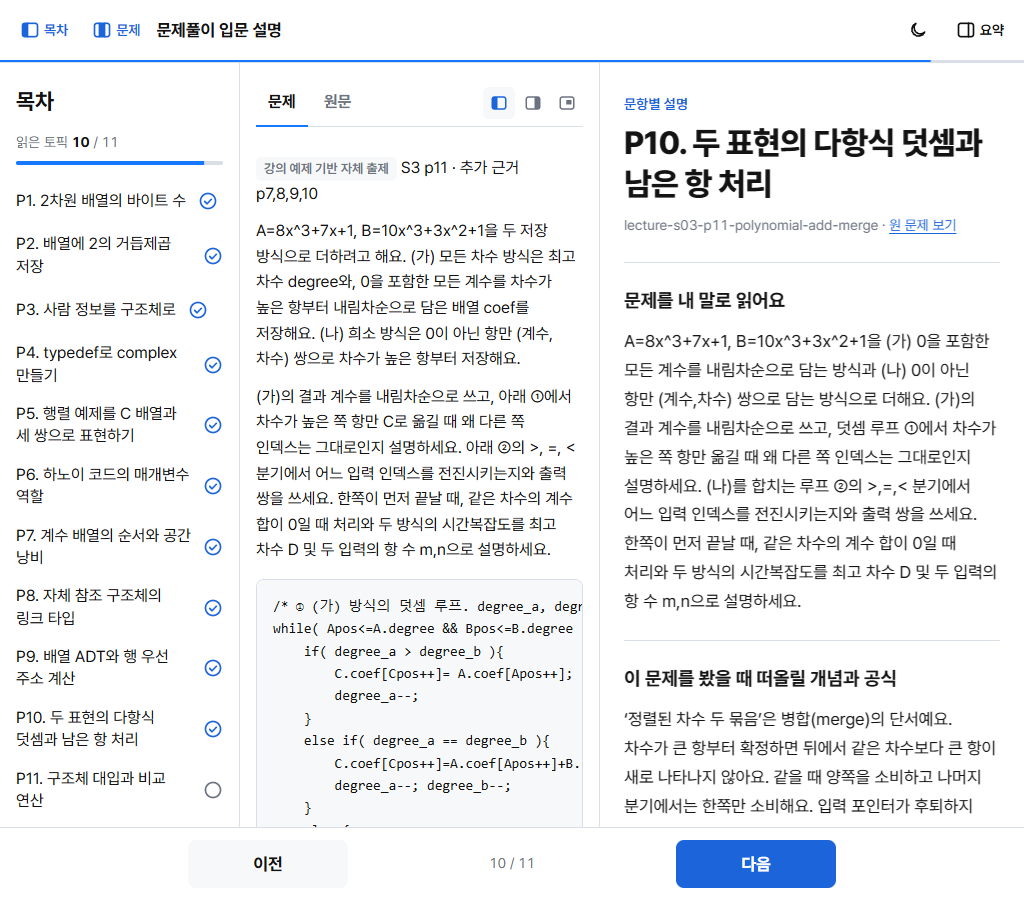 목차
문제
문제풀이 입문 설명
요약
목차
읽은 토픽 10 / 11
P1. 2차원 배열의 바이트 수
P2. 배열에 2의 거듭제곱
저장
P3. 사람 정보를 구조체로
P4. typedef로 complex
만들기
P5. 행렬 예제를 C 배열과
세 쌍으로 표현하기
P6. 하노이 코드의 매개변수
역할
P7. 계수 배열의 순서와 공간
낭비
P8. 자체 참조 구조체의
링크 타입
P9. 배열 ADT와 행 우선
주소 계산
P10. 두 표현의 다항식
덧셈과 남은 항 처리
P11. 구조체 대입과 비교
연산
문제
원문
강의 예제 기반 자체 출제 S3 p11 · 추가 근거
p7,8,9,10
A=8x^3+7x+1, B=10x^3+3x^2+1을 두 저장
방식으로 더하려고 해요. (가) 모든 차수 방식은 최고
차수 degree와, 0을 포함한 모든 계수를 차수가
높은 항부터 내림차순으로 담은 배열 coef를
저장해요. (나) 희소 방식은 0이 아닌 항만 (계수,
차수) 쌍으로 차수가 높은 항부터 저장해요.
(가)의 결과 계수를 내림차순으로 쓰고, 아래 ①에서
차수가 높은 쪽 항만 C로 옮길 때 왜 다른 쪽
인덱스는 그대로인지 설명하세요. 아래 ②의 >, =, <
분기에서 어느 입력 인덱스를 전진시키는지와 출력
쌍을 쓰세요. 한쪽이 먼저 끝날 때, 같은 차수의 계수
합이 0일 때 처리와 두 방식의 시간복잡도를 최고
차수 D 및 두 입력의 항 수 m,n으로 설명하세요.
/* ① (가) 방식의 덧셈 루프. degree_a, degr
while( Apos<=A.degree && Bpos<=B.degree
if( degree_a > degree_b ){
C.coef[Cpos++]= A.coef[Apos++];
degree_a--;
}
else if( degree_a == degree_b ){
C.coef[Cpos++]=A.coef[Apos++]+B.
degree_a--; degree_b--;
}
문항별 설명
P10. 두 표현의 다항식 덧셈과
남은 항 처리
lecture-s03-p11-polynomial-add-merge · 원 문제 보기
문제를 내 말로 읽어요
A=8x^3+7x+1, B=10x^3+3x^2+1을 (가) 0을 포함한
모든 계수를 내림차순으로 담는 방식과 (나) 0이 아닌
항만 (계수,차수) 쌍으로 담는 방식으로 더해요. (가)의
결과 계수를 내림차순으로 쓰고, 덧셈 루프 ①에서 차수가
높은 쪽 항만 옮길 때 왜 다른 쪽 인덱스는 그대로인지
설명하세요. (나)를 합치는 루프 ②의 >,=,< 분기에서
어느 입력 인덱스를 전진시키는지와 출력 쌍을 쓰세요.
한쪽이 먼저 끝날 때, 같은 차수의 계수 합이 0일 때
처리와 두 방식의 시간복잡도를 최고 차수 D 및 두 입력의
항 수 m,n으로 설명하세요.
이 문제를 봤을 때 떠올릴 개념과 공식
‘정렬된 차수 두 묶음’은 병합(merge)의 단서예요.
차수가 큰 항부터 확정하면 뒤에서 같은 차수보다 큰 항이
새로 나타나지 않아요. 같을 때 양쪽을 소비하고 나머지
분기에서는 한쪽만 소비해요. 입력 포인터가 후퇴하지
이전
10 / 11
다음